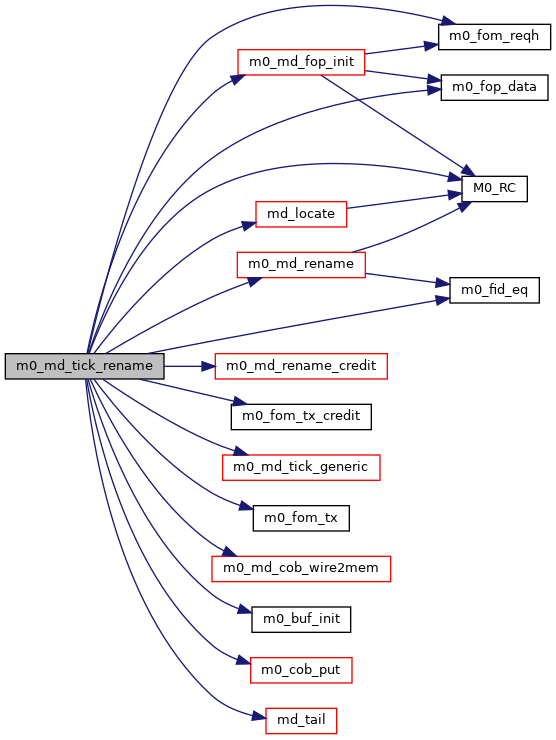 m0_fom_reqh
m0_md_fop_init
m0_fop_data
M0_RC
md_locate
m0_md_rename
m0_fid_eq
m0_md_tick_rename
m0_md_rename_credit
m0_fom_tx_credit
m0_md_tick_generic
m0_fom_tx
m0_md_cob_wire2mem
m0_buf_init
m0_cob_put
md_tail